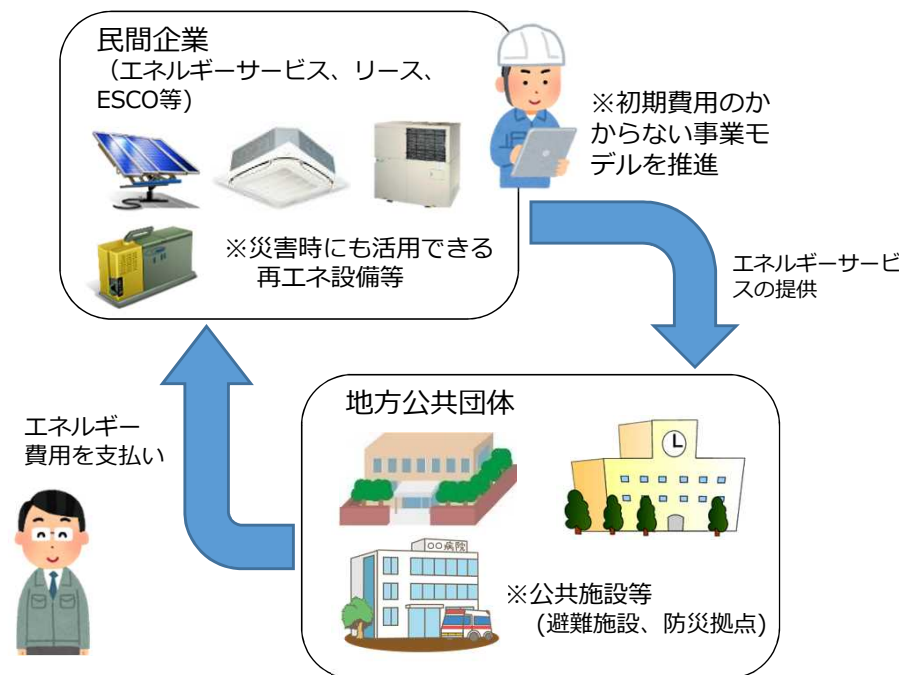 民間企業
（エネルギーサービス、リース、
ESCO等)
※初期費用のか
からない事業モ
デルを推進
※災害時にも活用できる
再エネ設備等
エネルギーサービ
スの提供
地方公共団体
エネルギー
費用を支払い
○○病院
※公共施設等
(避難施設、防災拠点)